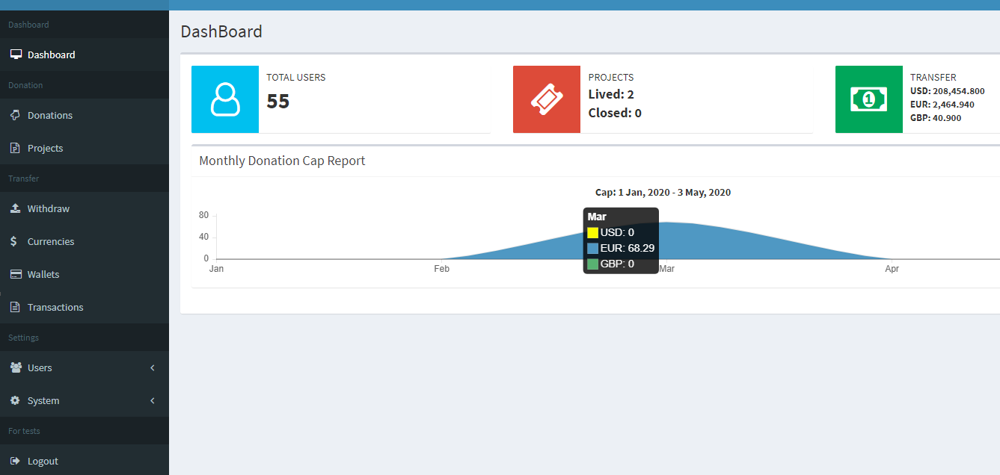 Dashboard
Dashboard
Donation
Donations
Projects
Transfer
Withdraw
Currencies
Wallets
Transactions
Settings
Users
System
For tests
Logout
DashBoard
TOTAL USERS
55
PROJECTS
Lived: 2
Closed: 0
TRANSFER
USD: 208,454.800
EUR: 2,464.940
GBP: 40.900
1
Monthly Donation Cap Report
Cap: 1 Jan, 2020 - 3 May, 2020
80
40
0
Mar
USD: 0
EUR: 68.29
GBP: 0
Jan
Feb
Mar
Apr